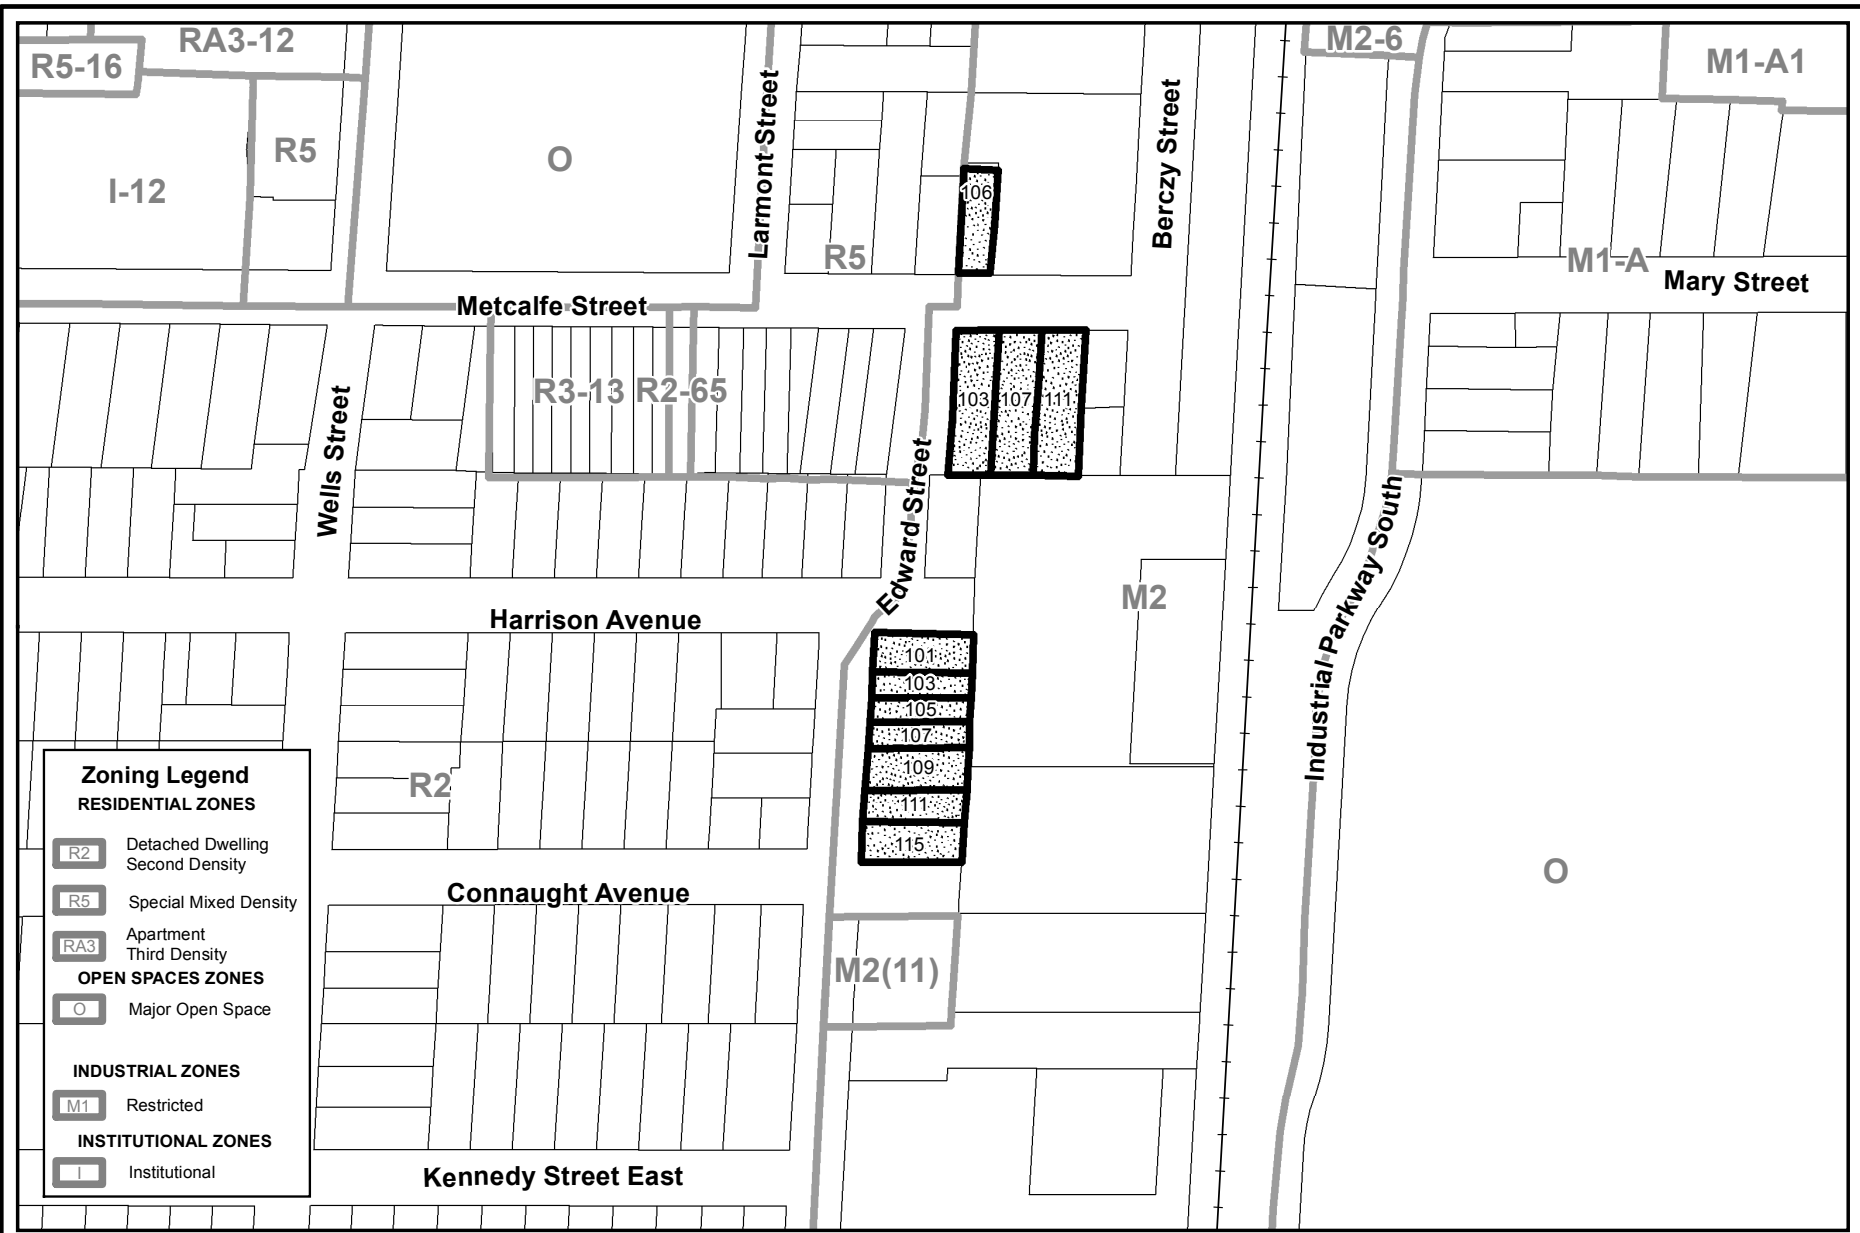 RA3-12
R5-16
M2-6
M1-A1
R5
I-12
O
Larmont Street
Berczy Street
106
R5
M1-A
Mary Street
Metcalfe Street
R3-13
R2-65
103
107
111
Wells Street
Edward Street
Industrial Parkway South
M2
Harrison Avenue
101
103
105
107
109
111
115
R2
Connaught Avenue
O
M2(11)
Kennedy Street East
Zoning Legend
RESIDENTIAL ZONES
R2
Detached Dwelling
Second Density
R5
Special Mixed Density
RA3
Apartment
Third Density
OPEN SPACES ZONES
O
Major Open Space
INDUSTRIAL ZONES
M1
Restricted
INSTITUTIONAL ZONES
I
Institutional